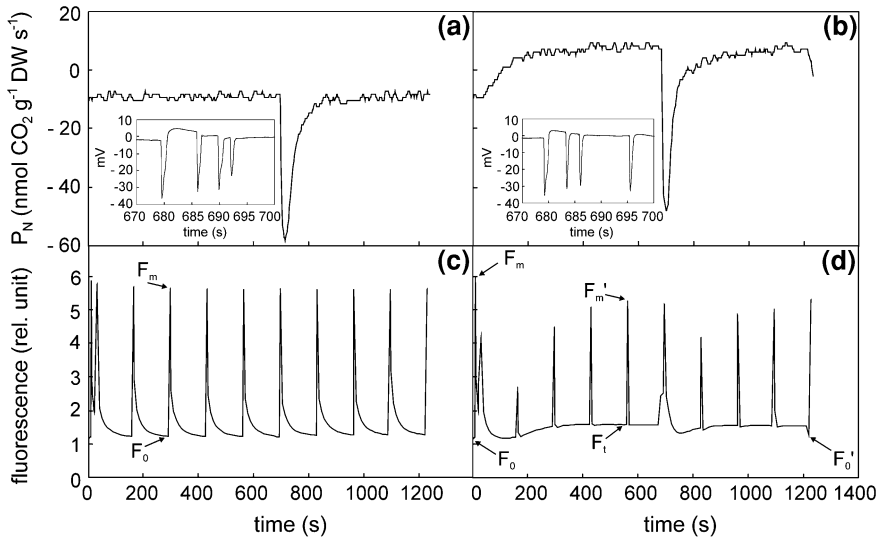 (a)
(b)
P_N (nmol CO₂ g⁻¹ DW s⁻¹)
20
0
- 20
- 40
- 60
mV
10
0
- 10
- 20
- 30
- 40
670 680 685 690 695 700
time (s)
mV
10
0
- 10
- 20
- 30
- 40
670 680 685 690 695 700
time (s)
(c)
(d)
fluorescence (rel. unit)
6
5
4
3
2
1
0
F_m
F_0
F_m
F_m'
F_t
F_0
F_0'
0 200 400 600 800 1000 1200
0 200 400 600 800 1000 1200 1400
time (s)
time (s)